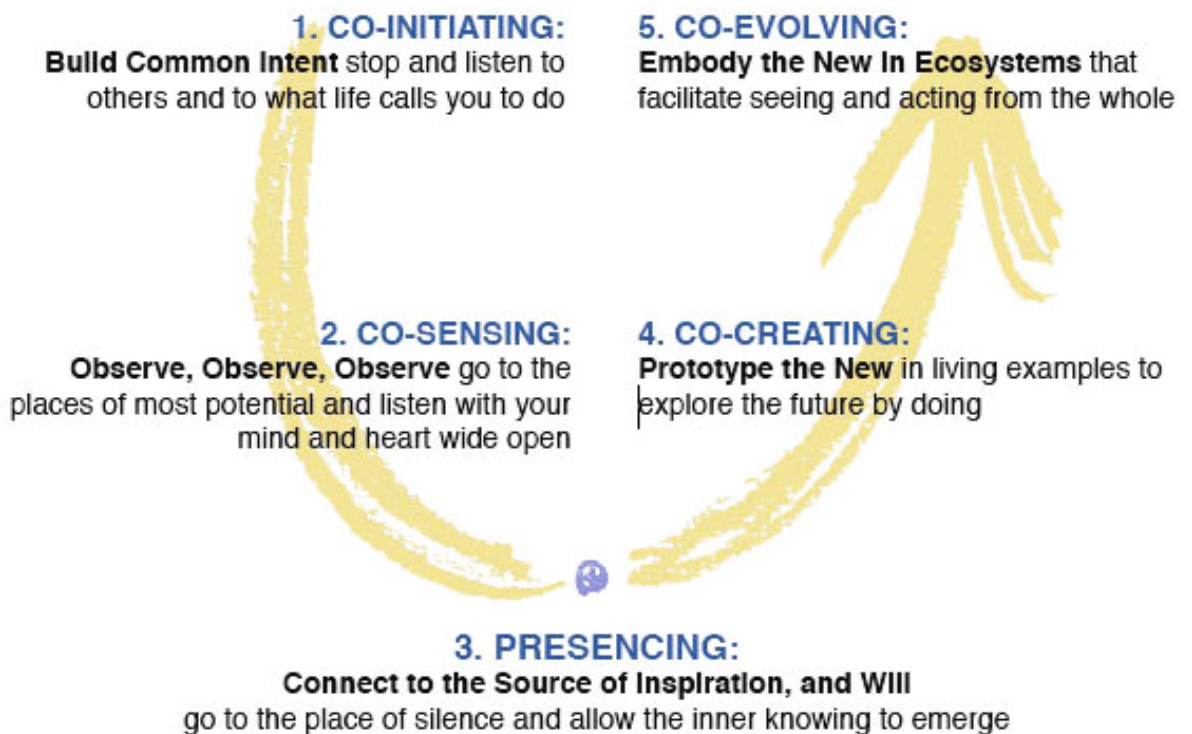 1. CO-INITIATING:
Build Common Intent stop and listen to
others and to what life calls you to do
2. CO-SENSING:
Observe, Observe, Observe go to the
places of most potential and listen with your
mind and heart wide open
3. PRESENCING:
Connect to the Source of Inspiration, and Will
go to the place of silence and allow the inner knowing to emerge
4. CO-CREATING:
Prototype the New in living examples to
explore the future by doing
5. CO-EVOLVING:
Embody the New in Ecosystems that
facilitate seeing and acting from the whole